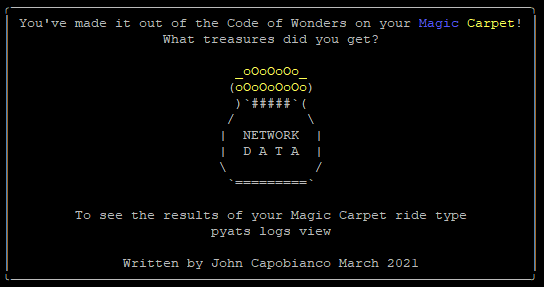 You've made it out of the Code of Wonders on your Magic Carpet!
What treasures did you get?
_oOoOoOo_
(oOoOoOoOo)
)`#####`(
/         \
|  NETWORK  |
|  D A T A  |
\           /
`=========`
To see the results of your Magic Carpet ride type
pyats logs view
Written by John Capobianco March 2021